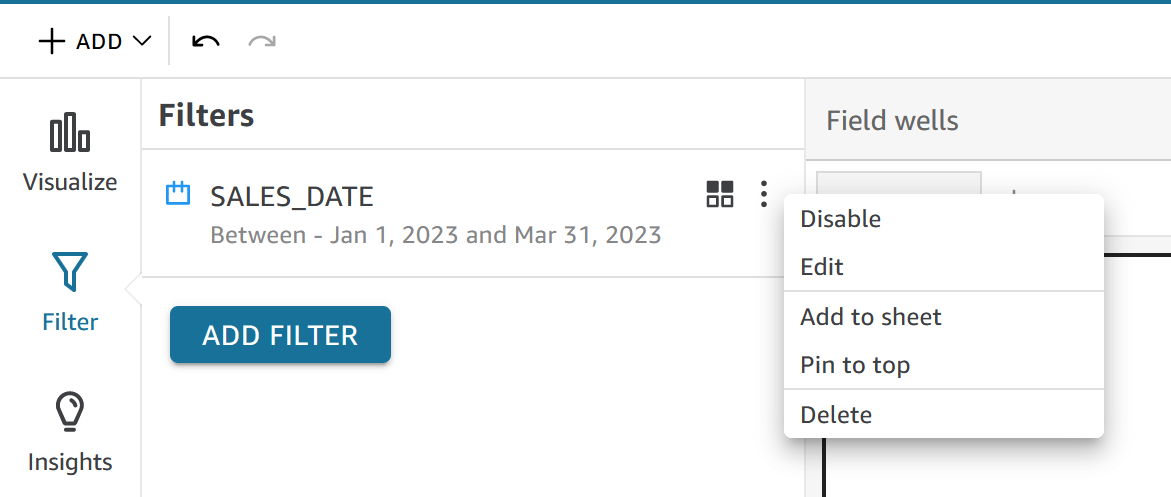 ADD
Filters
Field wells
Visualize
SALES_DATE
Between - Jan 1, 2023 and Mar 31, 2023
Disable
Edit
Add to sheet
Pin to top
Delete
Filter
ADD FILTER
Insights